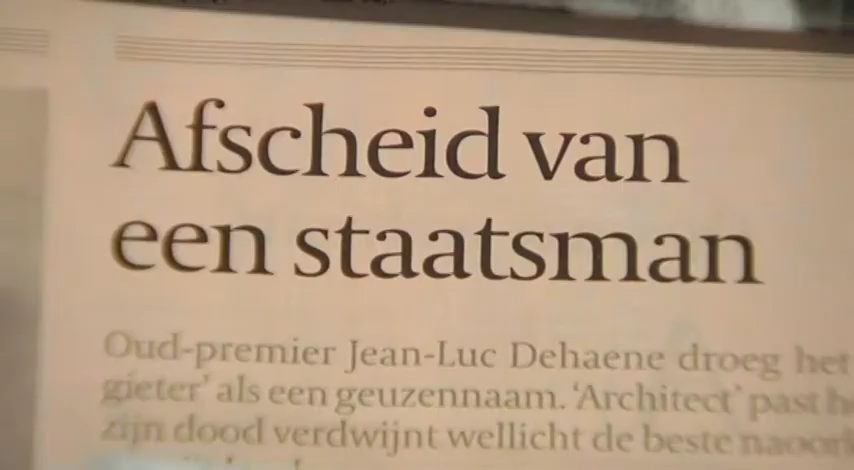 Afscheid van
een staatsman
Oud-premier Jean-Luc Dehaene droeg het
gieter’ als een geuzennaam. ‘Architect’ past
zijn dood verdwijnt wellicht de beste